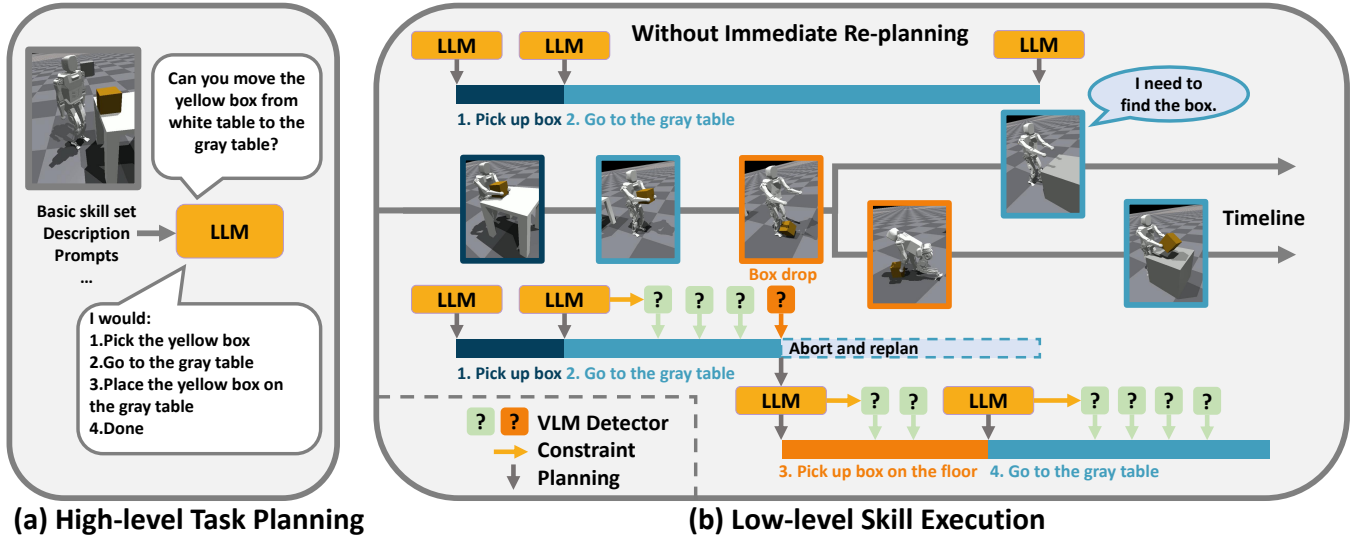 Can you move the
yellow box from
white table to the
gray table?
Basic skill set
Description
Prompts
...
LLM
I would:
1.Pick the yellow box
2.Go to the gray table
3.Place the yellow box on
the gray table
4.Done
(a) High-level Task Planning
Without Immediate Re-planning
LLM
LLM
LLM
1. Pick up box
2. Go to the gray table
I need to
find the box.
Timeline
Box drop
LLM
LLM
?
?
?
?
Abort and replan
1. Pick up box
2. Go to the gray table
LLM
?
?
LLM
?
?
?
?
3. Pick up box on the floor
4. Go to the gray table
?
?
VLM Detector
Constraint
Planning
(b) Low-level Skill Execution